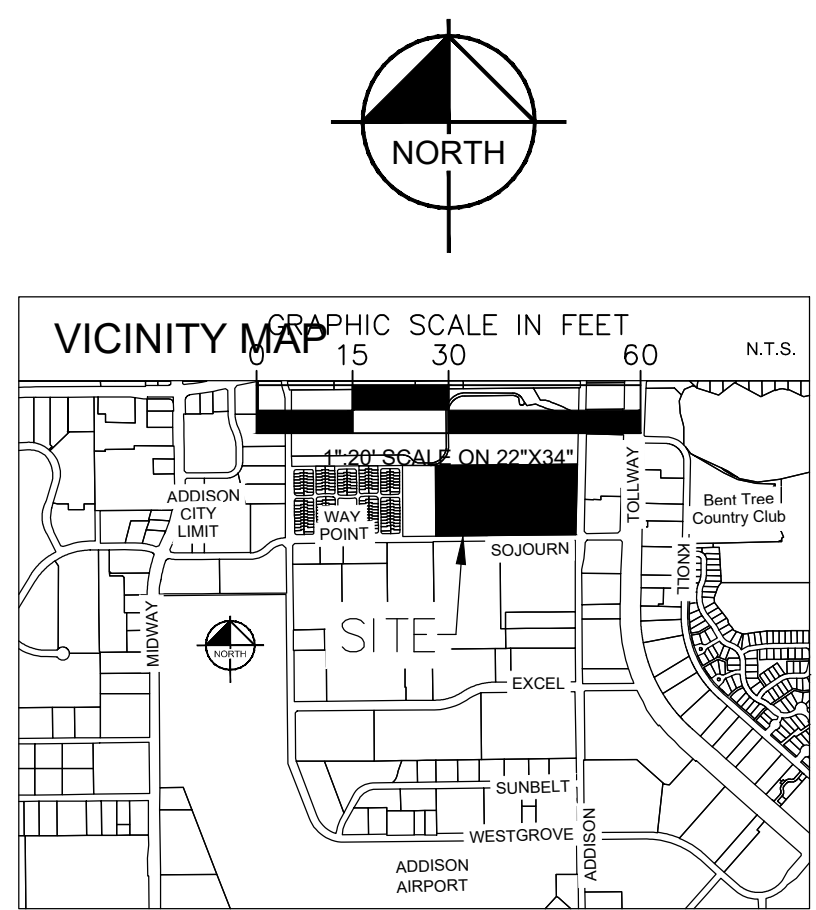 NORTH
VICINITY MAP
GRAPHIC SCALE IN FEET
0 15 30 60
N.T.S.
1":20' SCALE ON 22"X34"
ADDISON
CITY
LIMIT
WAY
POINT
TOLLWAY
Bent Tree
Country Club
SOJOURN
KNOLL
MIDWAY
NORTH
SITE
EXCEL
SUNBELT
WESTGROVE
ADDISON
ADDISON
AIRPORT